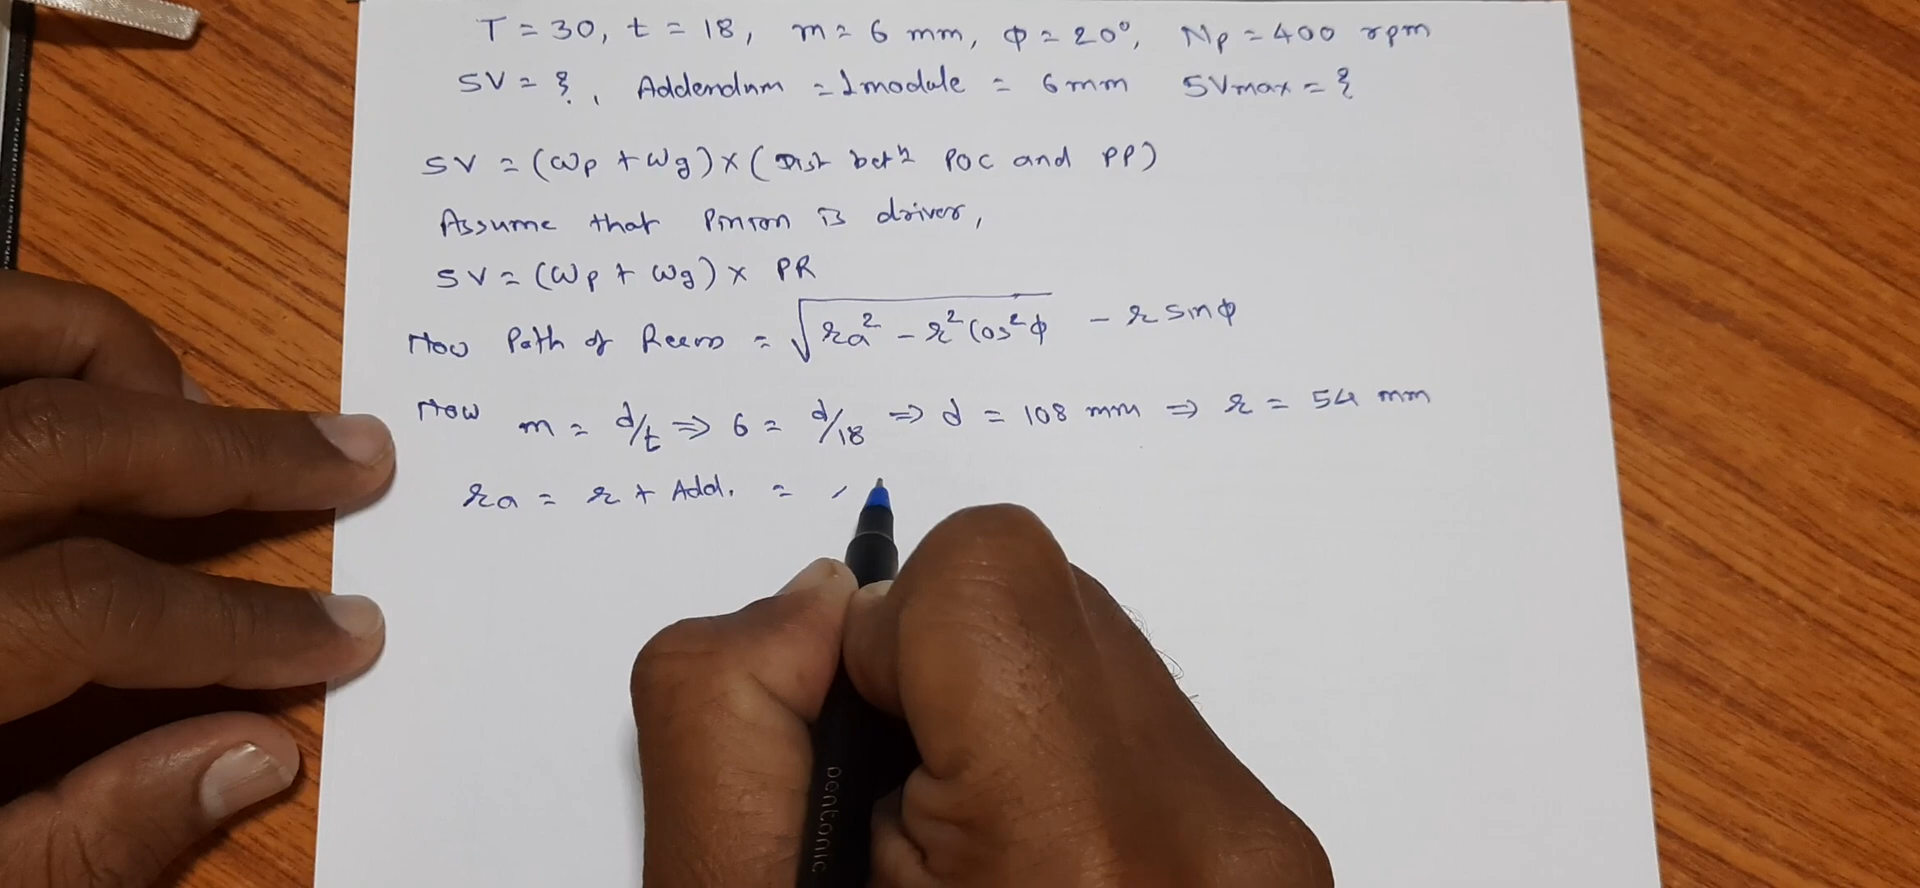 T = 30, t = 18, m = 6 mm, φ = 20°, Np = 400 rpm
SV = ?, Addendum = 1 module = 6 mm SVmax = ?
SV = (ωp + ωg) × (Dist betn POC and PP)
Assume that Pinion is driver,
SV = (ωp + ωg) × PR
Now Path of Recess = √(ra² - r² cos²φ) - r sinφ
Now m = d/t ⇒ 6 = d/18 ⇒ d = 108 mm ⇒ r = 54 mm
ra = r + Add. =
pentonic